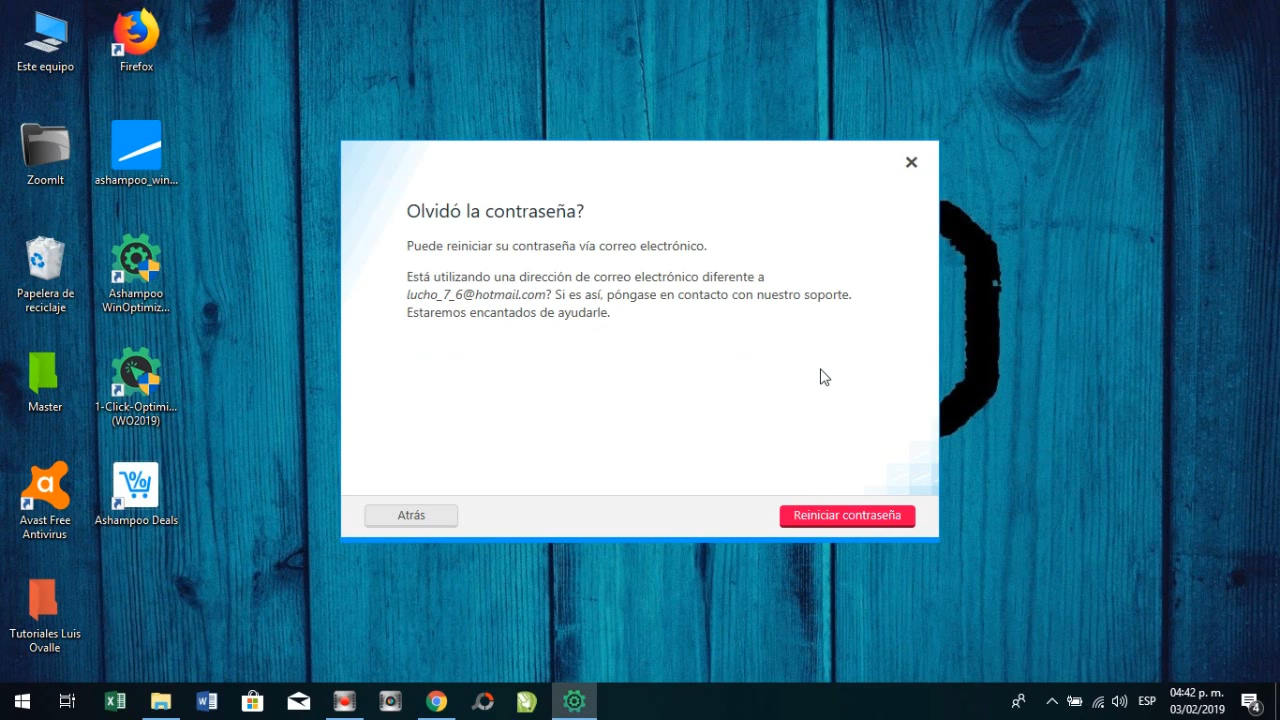 Este equipo
Firefox
ZoomIt
ashampoo_win...
Papelera de
reciclaje
Ashampoo
WinOptimiz...
Master
1-Click-Optimi...
(WO2019)
Avast Free
Antivirus
Ashampoo Deals
Tutoriales Luis
Ovalle
Olvidó la contraseña?
Puede reiniciar su contraseña vía correo electrónico.
Está utilizando una dirección de correo electrónico diferente a
lucho_7_6@hotmail.com? Si es así, póngase en contacto con nuestro soporte.
Estaremos encantados de ayudarle.
Atrás
Reiniciar contraseña
ESP
04:42 p. m.
03/02/2019
4